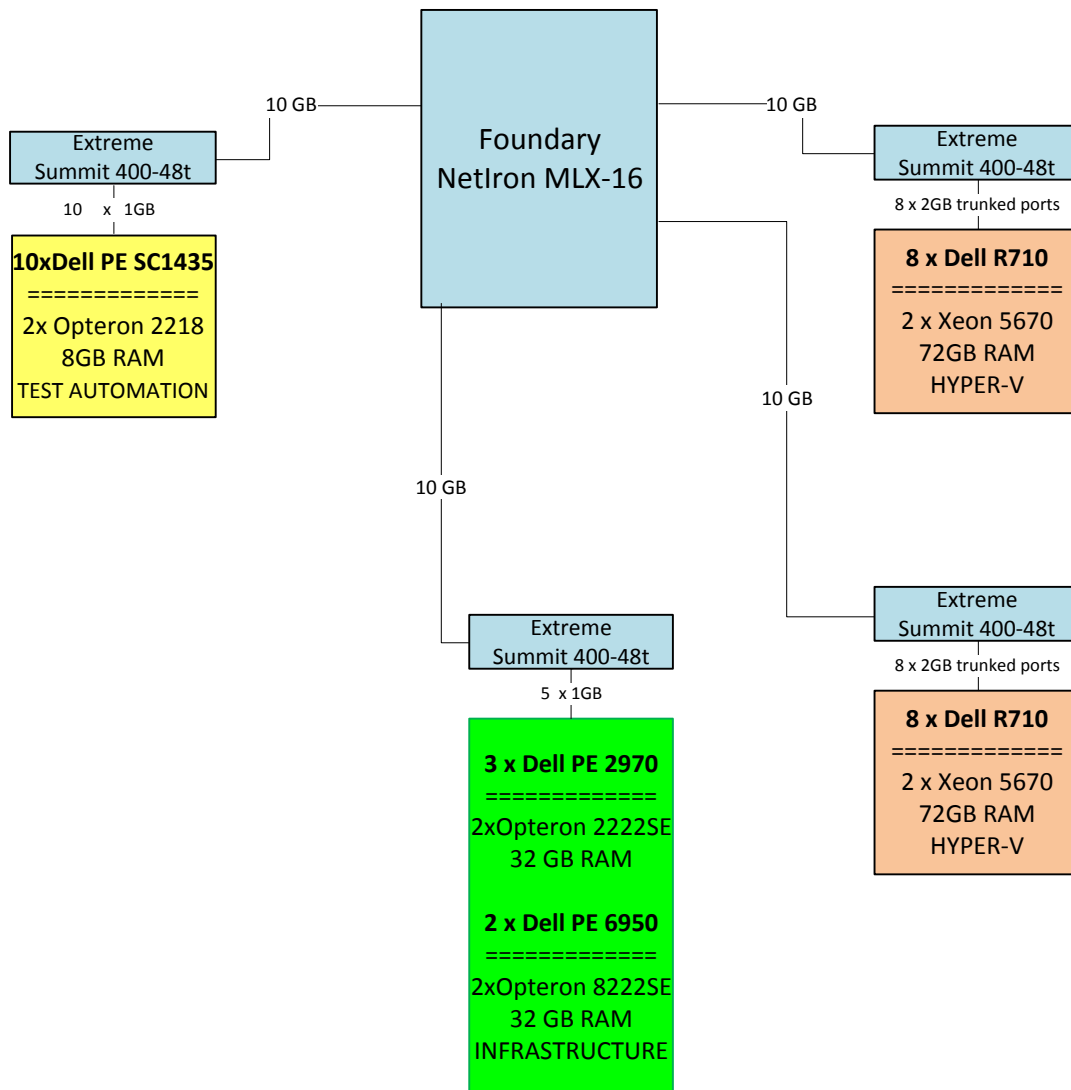 Foundary
NetIron MLX-16
10 GB
10 GB
10 GB
10 GB
Extreme
Summit 400-48t
10 x 1GB
10xDell PE SC1435
=============
2x Opteron 2218
8GB RAM
TEST AUTOMATION
Extreme
Summit 400-48t
8 x 2GB trunked ports
8 x Dell R710
=============
2 x Xeon 5670
72GB RAM
HYPER-V
Extreme
Summit 400-48t
5 x 1GB
3 x Dell PE 2970
=============
2xOpteron 2222SE
32 GB RAM
2 x Dell PE 6950
=============
2xOpteron 8222SE
32 GB RAM
INFRASTRUCTURE
Extreme
Summit 400-48t
8 x 2GB trunked ports
8 x Dell R710
=============
2 x Xeon 5670
72GB RAM
HYPER-V